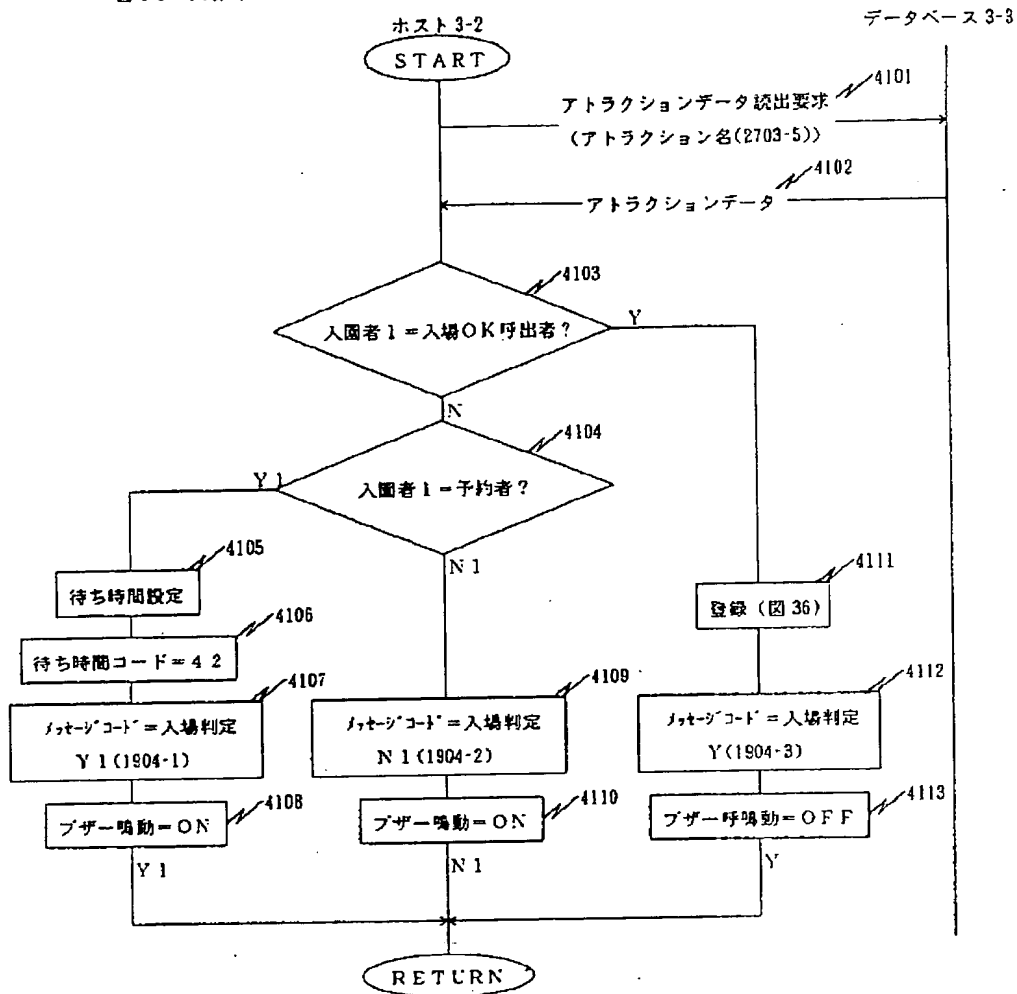 データベース 3-3
ホスト 3-2
START
4101
アトラクションデータ読出要求
(アトラクション名(2703-5))
4102
アトラクションデータ
4103
入園者1=入場OK呼出者?
Y
N
4104
Y1
入園者1=予約者?
N1
4105
待ち時間設定
4111
登録(図36)
4106
待ち時間コード=42
4107
メッセージコード=入場判定
Y1(1904-1)
4109
メッセージコード=入場判定
N1(1904-2)
4112
メッセージコード=入場判定
Y(1904-3)
4108
ブザー鳴動=ON
4110
ブザー鳴動=ON
4113
ブザー呼鳴動=OFF
Y1
N1
Y
RETURN